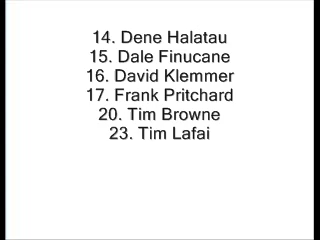 14. Dene Halatau
15. Dale Finucane
16. David Klemmer
17. Frank Pritchard
20. Tim Browne
23. Tim Lafai